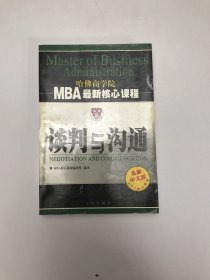 Master of Business
Administration
哈佛商学院
MBA最新核心课程
谈判与沟通
NEGOTIATION AND COMMUNICATION
最新
中文版